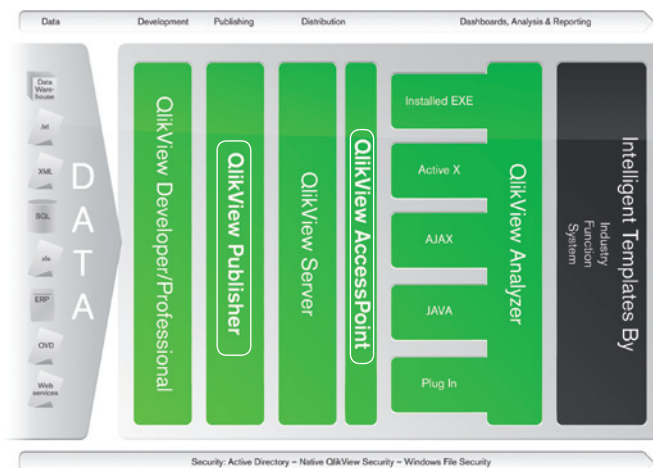 Data
Development
Publishing
Distribution
Dashboards, Analysis & Reporting
Data
Ware-
house
.txt
XML
SQL
.xls
ERP
OVD
Web
services
DATA
QlikView Developer/Professional
QlikView Publisher
QlikView Server
QlikView AccessPoint
Installed EXE
Active X
AJAX
JAVA
Plug In
QlikView Analyzer
Intelligent Templates By
Industry
Function
System
Security: Active Directory – Native QlikView Security – Windows File Security